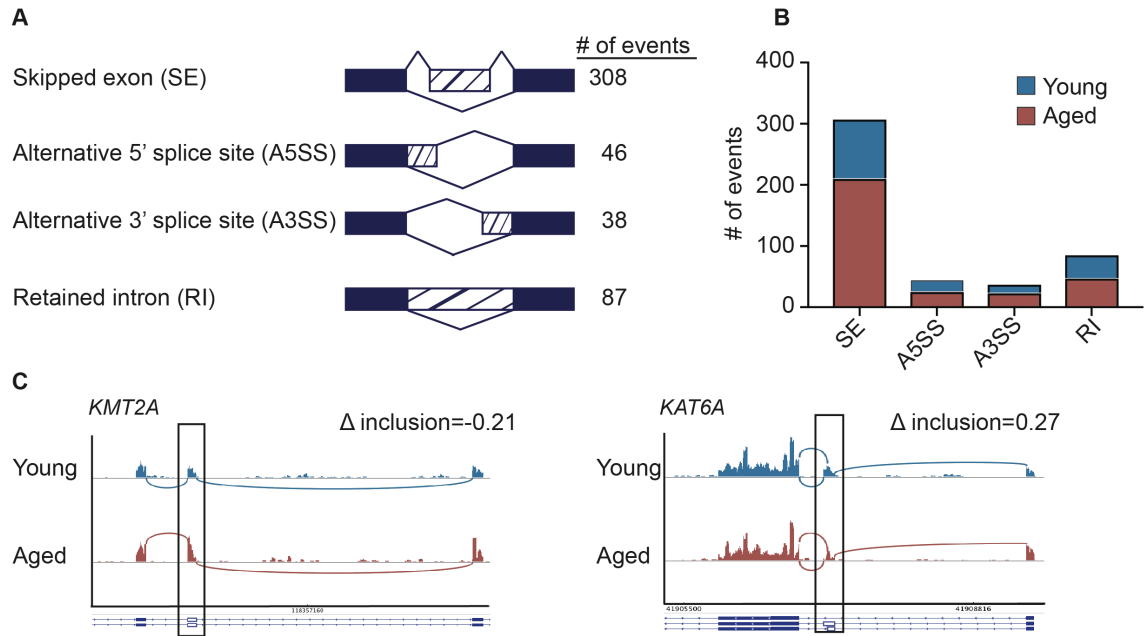 A
# of events
Skipped exon (SE) 308
Alternative 5’ splice site (A5SS) 46
Alternative 3’ splice site (A3SS) 38
Retained intron (RI) 87
B
# of events
400
300
200
100
0
Young
Aged
SE A5SS A3SS RI
C
KMT2A
Δ inclusion=-0.21
Young
Aged
118357160
KAT6A
Δ inclusion=0.27
Young
Aged
41905500 41908816